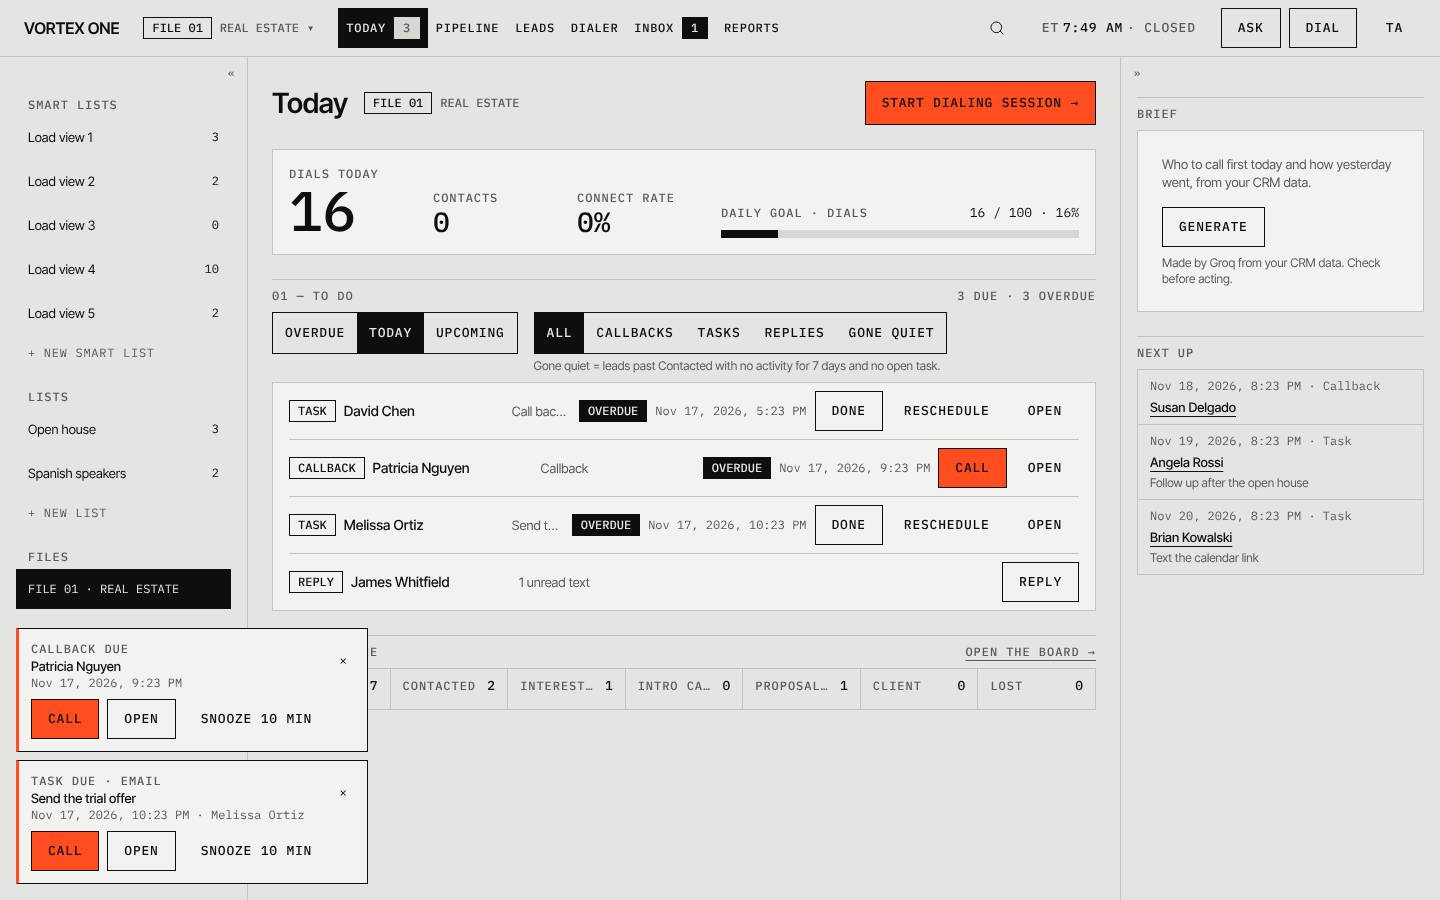 VORTEX ONE
FILE 01 REAL ESTATE ▾
TODAY 3
PIPELINE
LEADS
DIALER
INBOX 1
REPORTS
ET 7:49 AM · CLOSED
ASK
DIAL
TA
«
SMART LISTS
Load view 1 3
Load view 2 2
Load view 3 0
Load view 4 10
Load view 5 2
+ NEW SMART LIST
LISTS
Open house 3
Spanish speakers 2
+ NEW LIST
FILES
FILE 01 · REAL ESTATE
Today FILE 01 REAL ESTATE
START DIALING SESSION →
DIALS TODAY
16
CONTACTS
0
CONNECT RATE
0%
DAILY GOAL · DIALS 16 / 100 · 16%
01 — TO DO 3 DUE · 3 OVERDUE
OVERDUE TODAY UPCOMING
ALL CALLBACKS TASKS REPLIES GONE QUIET
Gone quiet = leads past Contacted with no activity for 7 days and no open task.
TASK David Chen Call bac… OVERDUE Nov 17, 2026, 5:23 PM DONE RESCHEDULE OPEN
CALLBACK Patricia Nguyen Callback OVERDUE Nov 17, 2026, 9:23 PM CALL OPEN
TASK Melissa Ortiz Send t… OVERDUE Nov 17, 2026, 10:23 PM DONE RESCHEDULE OPEN
REPLY James Whitfield 1 unread text REPLY
E OPEN THE BOARD →
7 CONTACTED 2 INTEREST… 1 INTRO CA… 0 PROPOSAL… 1 CLIENT 0 LOST 0
CALLBACK DUE
Patricia Nguyen
×
Nov 17, 2026, 9:23 PM
CALL OPEN SNOOZE 10 MIN
TASK DUE · EMAIL
Send the trial offer
×
Nov 17, 2026, 10:23 PM · Melissa Ortiz
CALL OPEN SNOOZE 10 MIN
»
BRIEF
Who to call first today and how yesterday
went, from your CRM data.
GENERATE
Made by Groq from your CRM data. Check
before acting.
NEXT UP
Nov 18, 2026, 8:23 PM · Callback
Susan Delgado
Nov 19, 2026, 8:23 PM · Task
Angela Rossi
Follow up after the open house
Nov 20, 2026, 8:23 PM · Task
Brian Kowalski
Text the calendar link